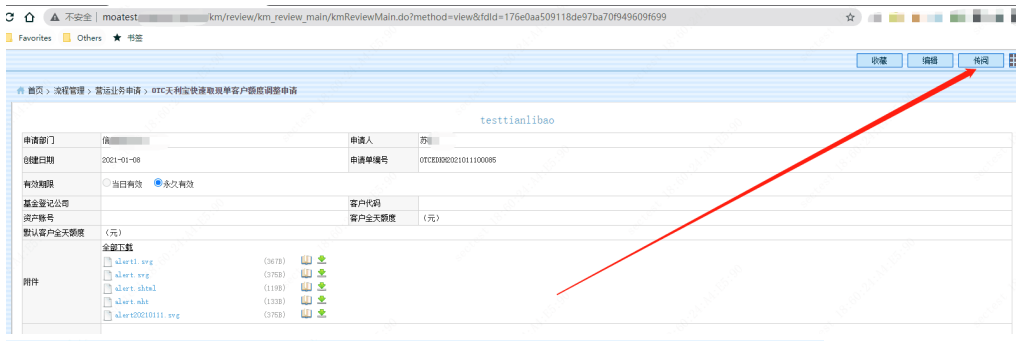 不安全 | moatest /km/review/km_review_main/kmReviewMain.do?method=view&fdId=176e0aa509118de97ba70f949609f699
Favorites Others 书签
收藏 编辑 传阅
首页 > 流程管理 > 营运业务申请 > OTC天利宝快速取现单客户额度调整申请
testtianlibao
申请部门 信 申请人 苏
创建日期 2021-01-08 申请单编号
有效期限 当日有效 永久有效
基金登记公司 客户代码
资产账号 客户全天额度 (元)
默认客户全天额度 (元)
全部下载
附件
alert1.svg (367B)
alert.svg (375B)
alert.shtml (119B)
alert.mht (133B)
alert20210111.svg (375B)